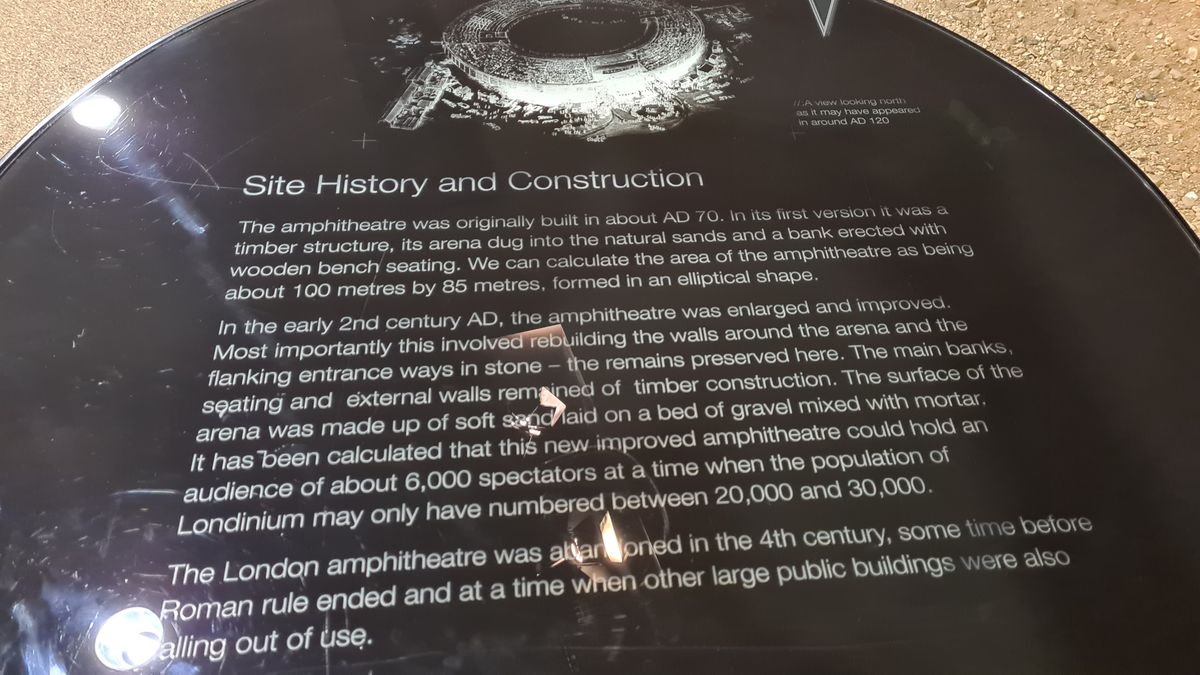 //:A view looking north
as it may have appeared
in around AD 120
Site History and Construction
The amphitheatre was originally built in about AD 70. In its first version it was a
timber structure, its arena dug into the natural sands and a bank erected with
wooden bench seating. We can calculate the area of the amphitheatre as being
about 100 metres by 85 metres, formed in an elliptical shape.
In the early 2nd century AD, the amphitheatre was enlarged and improved.
Most importantly this involved rebuilding the walls around the arena and the
flanking entrance ways in stone – the remains preserved here. The main banks,
seating and external walls remained of timber construction. The surface of the
arena was made up of soft sand laid on a bed of gravel mixed with mortar.
It has been calculated that this new improved amphitheatre could hold an
audience of about 6,000 spectators at a time when the population of
Londinium may only have numbered between 20,000 and 30,000.
The London amphitheatre was abandoned in the 4th century, some time before
Roman rule ended and at a time when other large public buildings were also
falling out of use.